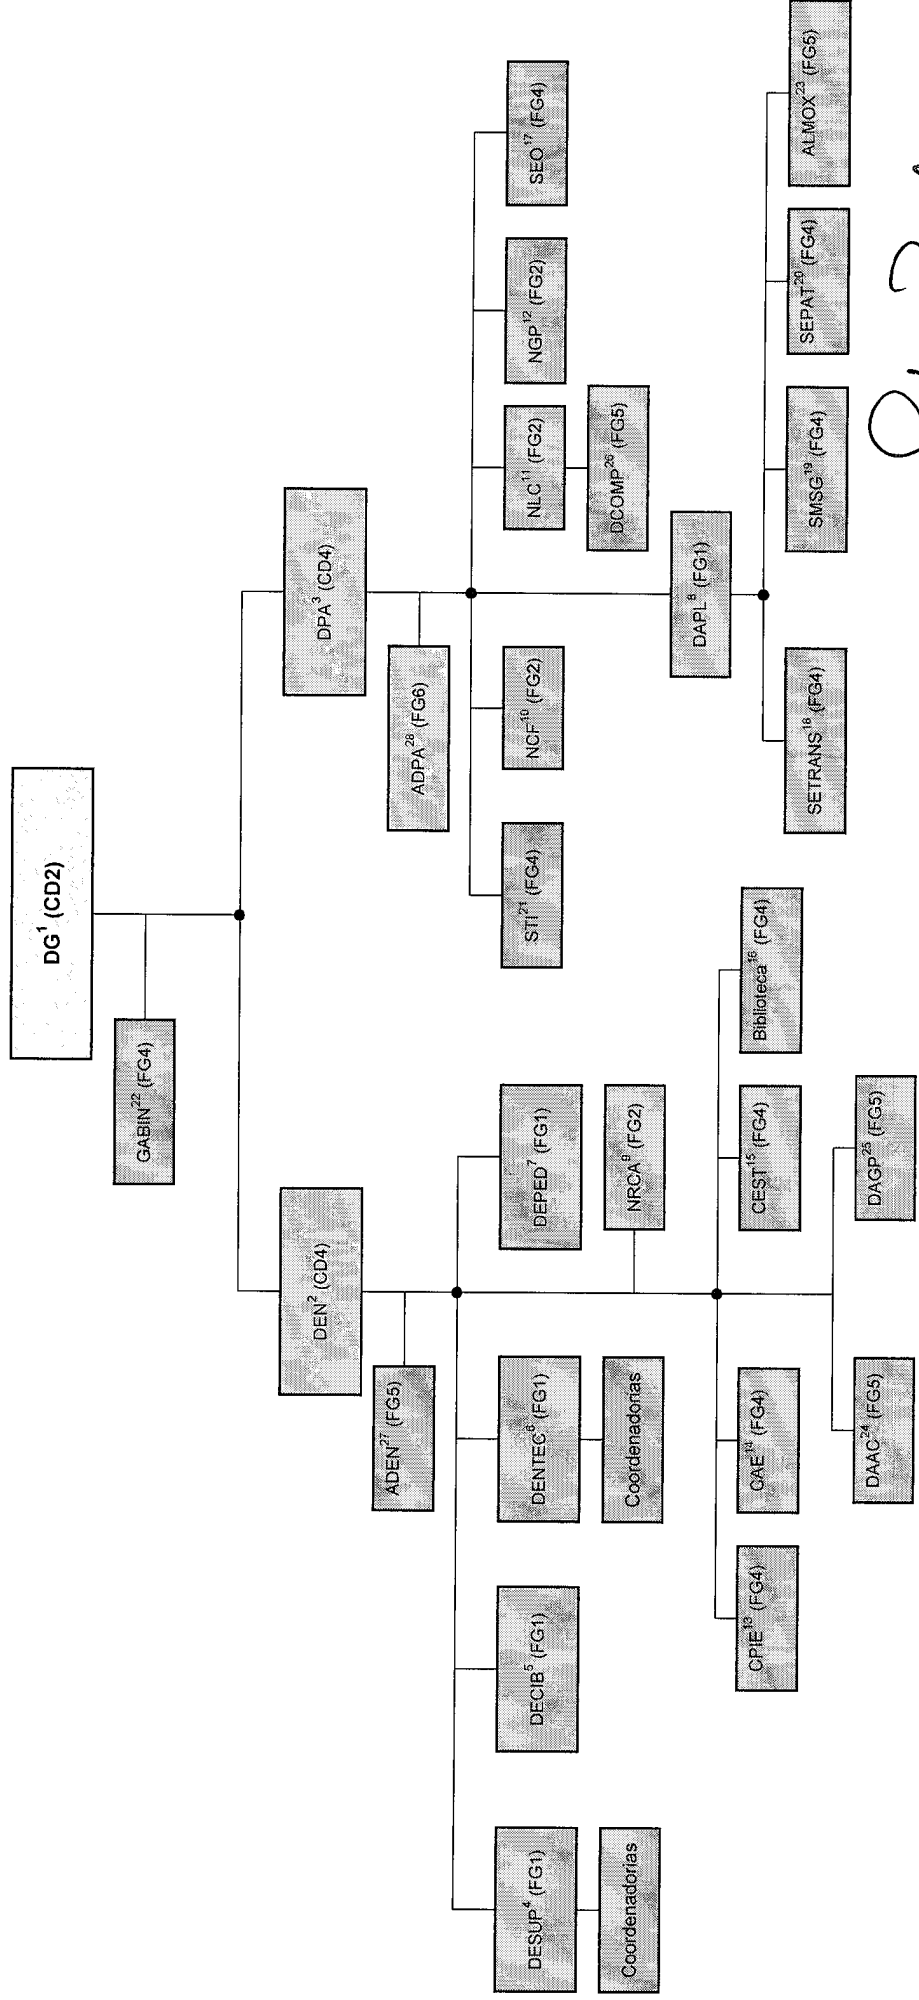 DG¹ (CD2)
GABIN²² (FG4)
DEN² (CD4)
DPA³ (CD4)
ADEN²⁷ (FG5)
ADPA²⁸ (FG6)
DESUP⁴ (FG1)
DECIB⁵ (FG1)
DENTEC⁶ (FG1)
DEPED⁷ (FG1)
STI²¹ (FG4)
NCF¹⁰ (FG2)
NLC¹¹ (FG2)
NGP¹² (FG2)
SEO¹⁷ (FG4)
Coordenadorias
Coordenadorias
NRCA⁹ (FG2)
DCOMP²⁶ (FG5)
DAPL⁸ (FG1)
CPIE¹³ (FG4)
CAE¹⁴ (FG4)
CEST¹⁵ (FG4)
Biblioteca¹⁶ (FG4)
SETRANS¹⁸ (FG4)
SMSG¹⁹ (FG4)
SEPAT²⁰ (FG4)
ALMOX²³ (FG5)
DAAC²⁴ (FG5)
DAGP²⁵ (FG5)